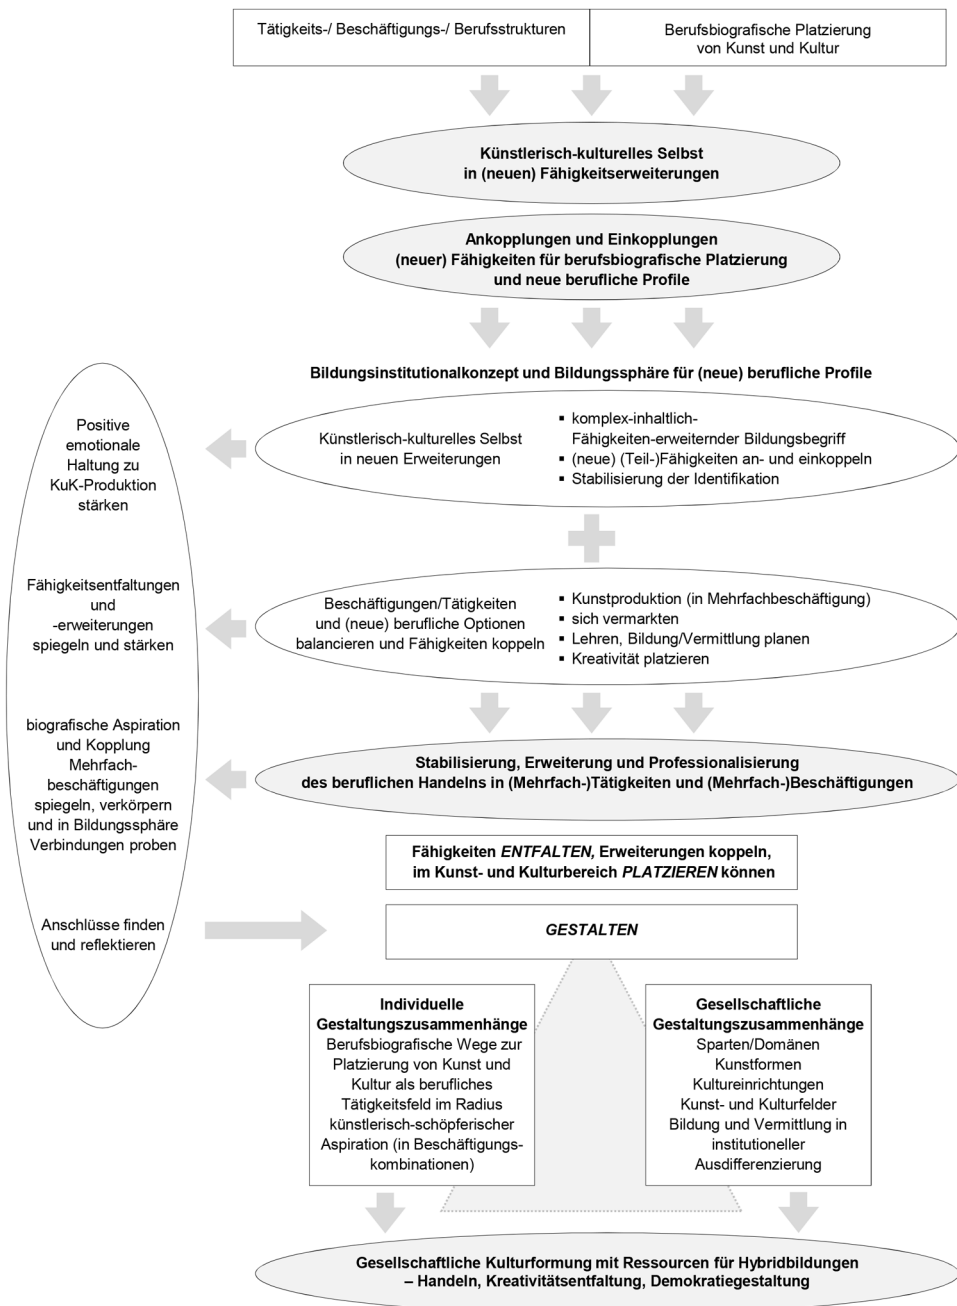 Tätigkeits-/ Beschäftigungs-/ Berufsstrukturen
Berufsbiografische Platzierung
von Kunst und Kultur
Künstlerisch-kulturelles Selbst
in (neuen) Fähigkeitserweiterungen
Ankopplungen und Einkopplungen
(neuer) Fähigkeiten für berufsbiografische Platzierung
und neue berufliche Profile
Bildungsinstitutionalkonzept und Bildungssphäre für (neue) berufliche Profile
Künstlerisch-kulturelles Selbst
in neuen Erweiterungen
▪ komplex-inhaltlich-
Fähigkeiten-erweiternder Bildungsbegriff
▪ (neue) (Teil-)Fähigkeiten an- und einkoppeln
▪ Stabilisierung der Identifikation
Beschäftigungen/Tätigkeiten
und (neue) berufliche Optionen
balancieren und Fähigkeiten koppeln
▪ Kunstproduktion (in Mehrfachbeschäftigung)
▪ sich vermarkten
▪ Lehren, Bildung/Vermittlung planen
▪ Kreativität platzieren
Stabilisierung, Erweiterung und Professionalisierung
des beruflichen Handelns in (Mehrfach-)Tätigkeiten und (Mehrfach-)Beschäftigungen
Positive
emotionale
Haltung zu
KuK-Produktion
stärken
Fähigkeitsentfaltungen
und
-erweiterungen
spiegeln und stärken
biografische Aspiration
und Kopplung
Mehrfach-
beschäftigungen
spiegeln, verkörpern
und in Bildungssphäre
Verbindungen proben
Anschlüsse finden
und reflektieren
Fähigkeiten ENTFALTEN, Erweiterungen koppeln,
im Kunst- und Kulturbereich PLATZIEREN können
GESTALTEN
Individuelle
Gestaltungszusammenhänge
Berufsbiografische Wege zur
Platzierung von Kunst und
Kultur als berufliches
Tätigkeitsfeld im Radius
künstlerisch-schöpferischer
Aspiration (in Beschäftigungs-
kombinationen)
Gesellschaftliche
Gestaltungszusammenhänge
Sparten/Domänen
Kunstformen
Kultureinrichtungen
Kunst- und Kulturfelder
Bildung und Vermittlung in
institutioneller
Ausdifferenzierung
Gesellschaftliche Kulturformung mit Ressourcen für Hybridbildungen
– Handeln, Kreativitätsentfaltung, Demokratiegestaltung